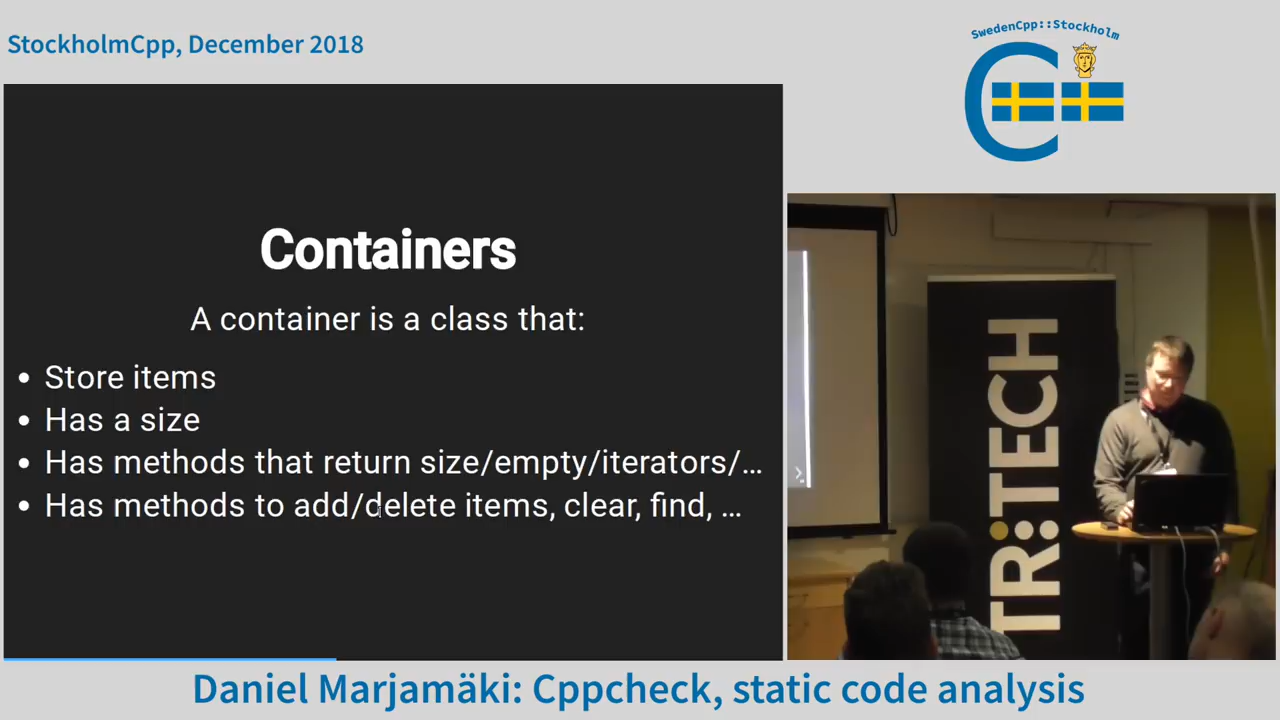 StockholmCpp, December 2018
SwedenCpp::Stockholm
C
Containers
A container is a class that:
• Store items
• Has a size
• Has methods that return size/empty/iterators/...
• Has methods to add/delete items, clear, find, ...
TR:TECH
Daniel Marjamäki: Cppcheck, static code analysis